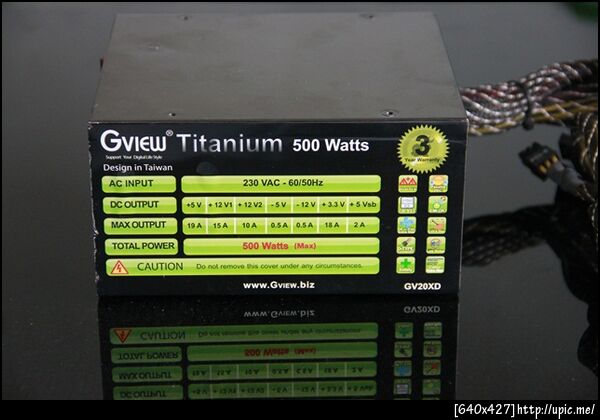 GVIEW® Titanium 500 Watts
Support Your Digital Life Style
Design in Taiwan
3
Year Warranty
AC INPUT 230 VAC - 60/50Hz
DC OUTPUT +5 V +12 V1 +12 V2 - 5 V - 12 V + 3.3 V + 5 Vsb
MAX OUTPUT 19 A 15 A 10 A 0.5 A 0.5 A 18 A 2 A
TOTAL POWER 500 Watts (Max)
CAUTION Do not remove this cover under any circumstances.
www.GVIEW.biz GV20XD
[640x427]http://upic.me/